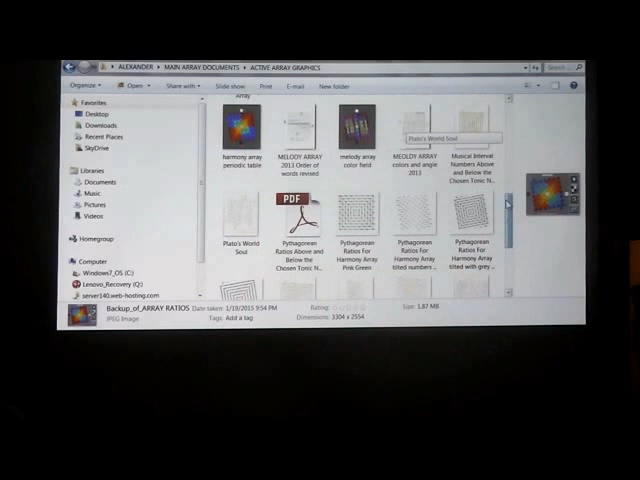 ALEXANDER ▸ MAIN ARRAY DOCUMENTS ▸ ACTIVE ARRAY GRAPHICS
Search ...
Organize
Open
Share with
Slide show
Print
E-mail
New folder
Favorites
Desktop
Downloads
Recent Places
SkyDrive
Libraries
Documents
Music
Pictures
Videos
Homegroup
Computer
Windows7_OS (C:)
Lenovo_Recovery (Q:)
server140.web-hosting.com
Array
harmony array
periodic table
MELODY ARRAY
2013 Order of
words revised
melody array
color field
MEOLDY ARRAY
colors and angle
2013
Plato's World Soul
Musical Interval
Numbers Above
and Below the
Chosen Tonic N...
Plato's World
Soul
PDF
Pythagorean
Ratios Above and
Below the
Chosen Tonic N...
Pythagorean
Ratios For
Harmony Array
Pink Green
Pythagorean
Ratios For
Harmony Array
tilted numbers ...
Pythagorean
Ratios For
Harmony Array
tilted with grey ...
Backup_of_ARRAY RATIOS
JPEG Image
Date taken: 1/19/2015 9:54 PM
Tags: Add a tag
Rating:
Dimensions: 3304 x 2554
Size: 1.87 MB